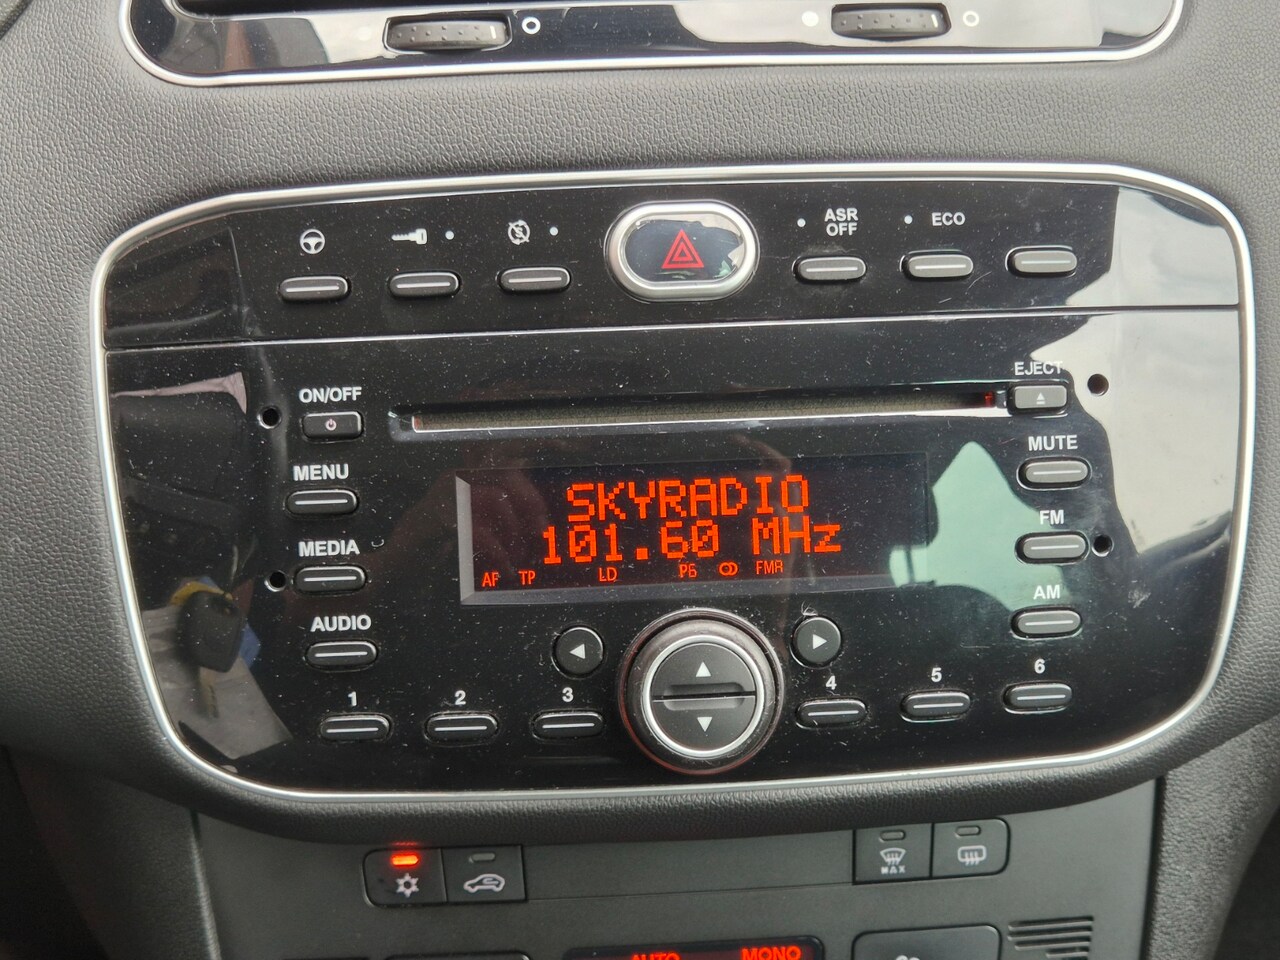 ASR
OFF
ECO
ON/OFF
EJECT
MENU
MUTE
SKYRADIO
101.60 MHz
AF TP LD FMA
MEDIA
FM
AUDIO
AM
1 2 3 4 5 6
MAX
AUTO MONO